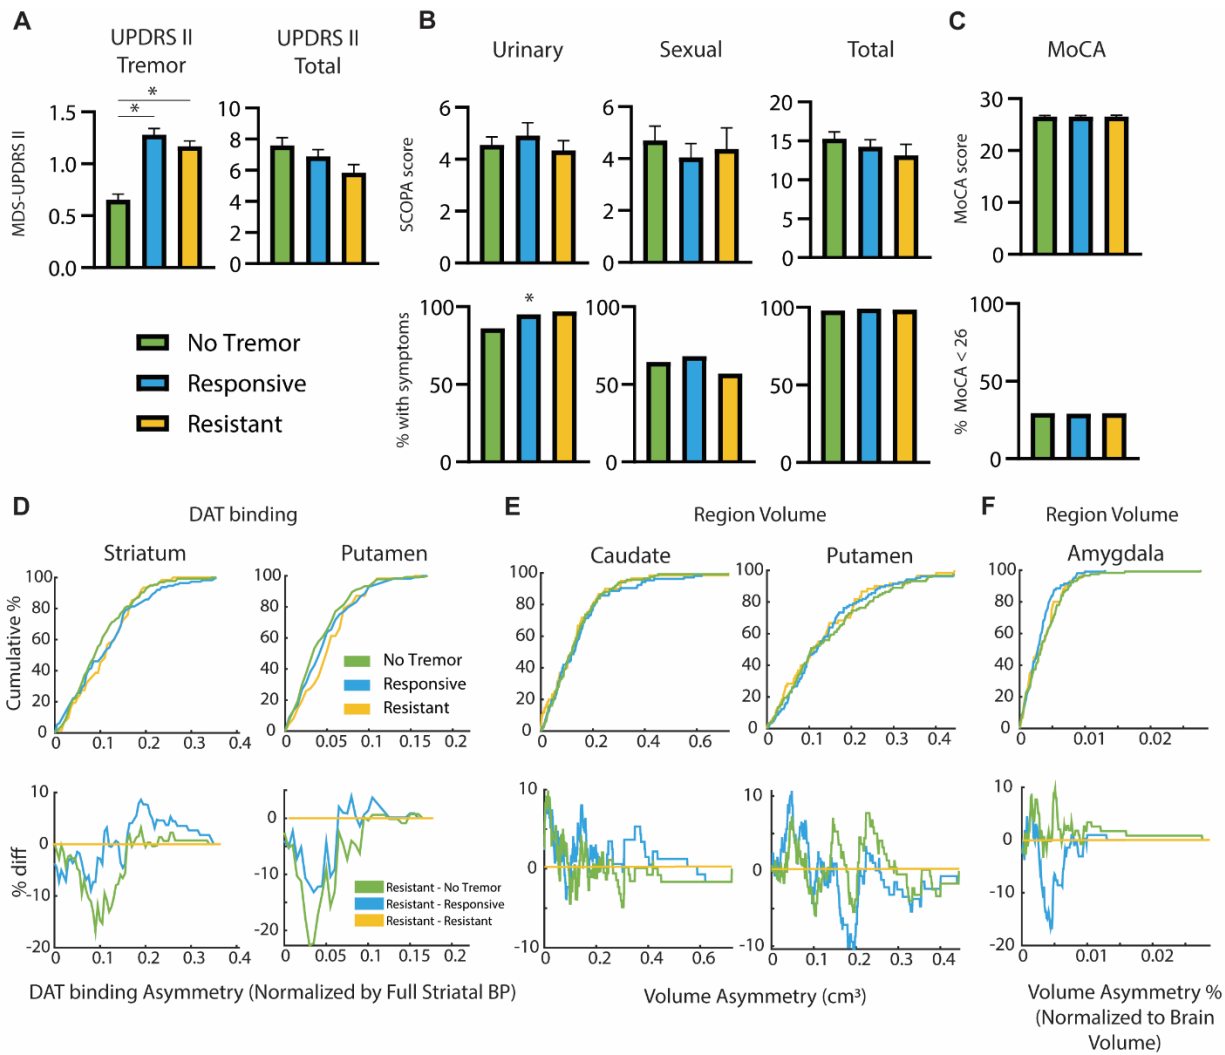 A
UPDRS II
Tremor
UPDRS II
Total
MDS-UPDRS II
1.5
1.0
0.5
0.0
* 
*
10
8
6
4
2
0
No Tremor
Responsive
Resistant
B
Urinary
Sexual
Total
SCOPA score
6
4
2
0
6
4
2
0
20
15
10
5
0
% with symptoms
100
50
0
*
100
50
0
100
50
0
C
MoCA
MoCA score
30
20
10
0
% MoCA < 26
100
50
0
D
DAT binding
Striatum
Putamen
Cumulative %
100
80
60
40
20
0
0 0.1 0.2 0.3 0.4
100
80
60
40
20
0
0 0.05 0.1 0.15 0.2
No Tremor
Responsive
Resistant
% diff
10
0
-10
-20
0 0.1 0.2 0.3 0.4
0
-10
-20
0 0.05 0.1 0.15 0.2
Resistant - No Tremor
Resistant - Responsive
Resistant - Resistant
DAT binding Asymmetry (Normalized by Full Striatal BP)
E
Region Volume
Caudate
Putamen
100
80
60
40
20
0
0 0.2 0.4 0.6
100
80
60
40
20
0
0 0.1 0.2 0.3 0.4
10
0
-10
0 0.2 0.4 0.6
10
0
-10
0 0.1 0.2 0.3 0.4
Volume Asymmetry (cm³)
F
Region Volume
Amygdala
100
80
60
40
20
0
0 0.01 0.02
10
0
-10
-20
0 0.01 0.02
Volume Asymmetry %
(Normalized to Brain
Volume)